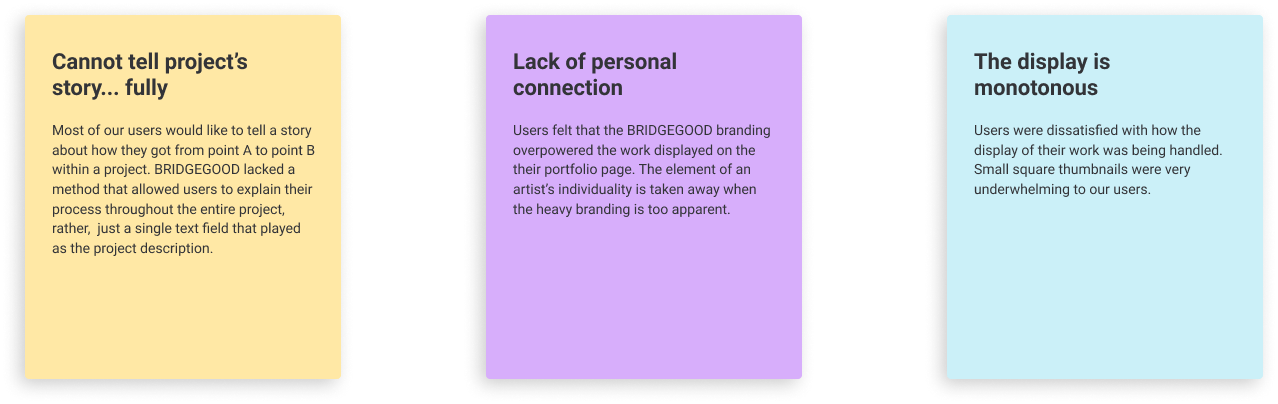 Cannot tell project’s
story... fully
Most of our users would like to tell a story
about how they got from point A to point B
within a project. BRIDGEGOOD lacked a
method that allowed users to explain their
process throughout the entire project,
rather,  just a single text field that played
as the project description.
Lack of personal
connection
Users felt that the BRIDGEGOOD branding
overpowered the work displayed on the
their portfolio page. The element of an
artist’s individuality is taken away when
the heavy branding is too apparent.
The display is
monotonous
Users were dissatisfied with how the
display of their work was being handled.
Small square thumbnails were very
underwhelming to our users.